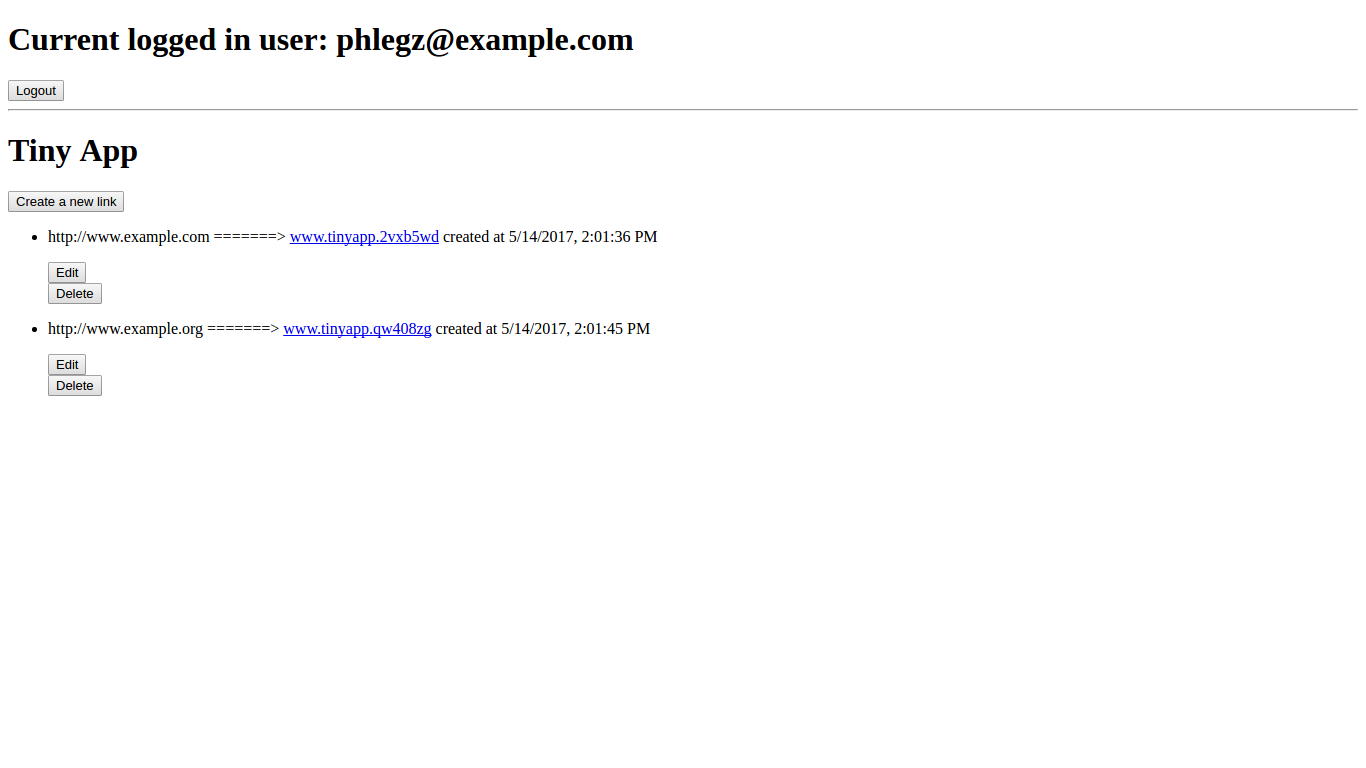 Current logged in user: phlegz@example.com
Logout
Tiny App
Create a new link
http://www.example.com =======> www.tinyapp.2vxb5wd created at 5/14/2017, 2:01:36 PM
Edit
Delete
http://www.example.org =======> www.tinyapp.qw408zg created at 5/14/2017, 2:01:45 PM
Edit
Delete